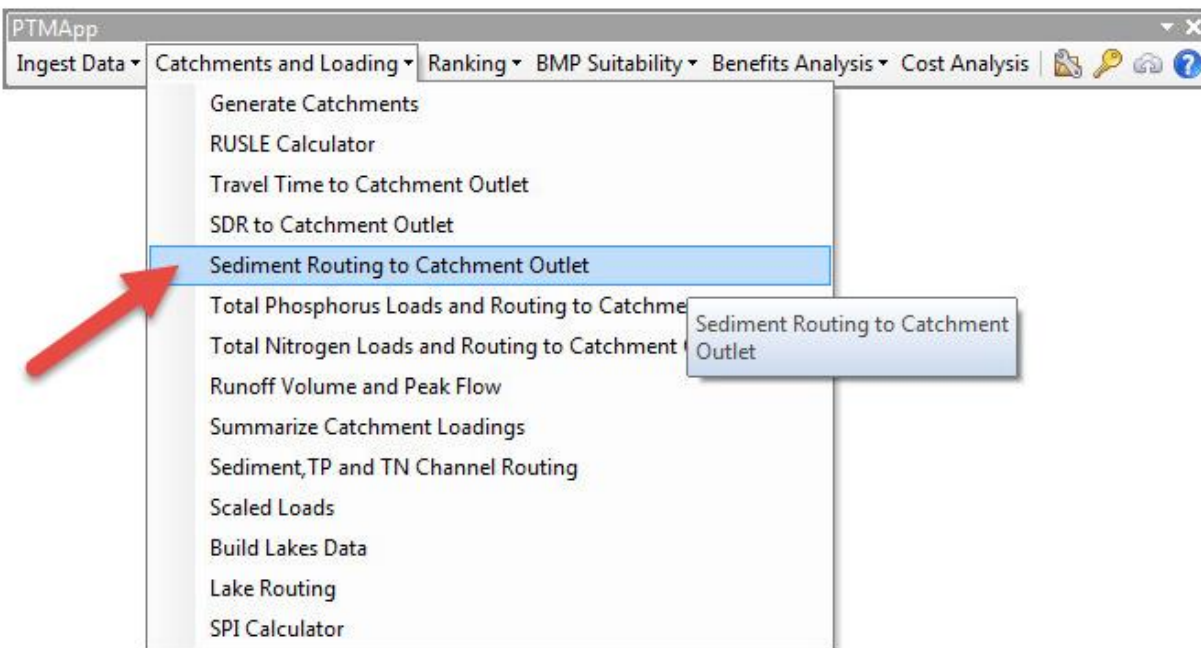 PTMApp
Ingest Data Catchments and Loading Ranking BMP Suitability Benefits Analysis Cost Analysis
Generate Catchments
RUSLE Calculator
Travel Time to Catchment Outlet
SDR to Catchment Outlet
Sediment Routing to Catchment Outlet
Total Phosphorus Loads and Routing to Catchme
Total Nitrogen Loads and Routing to Catchment
Sediment Routing to Catchment
Outlet
Runoff Volume and Peak Flow
Summarize Catchment Loadings
Sediment,TP and TN Channel Routing
Scaled Loads
Build Lakes Data
Lake Routing
SPI Calculator